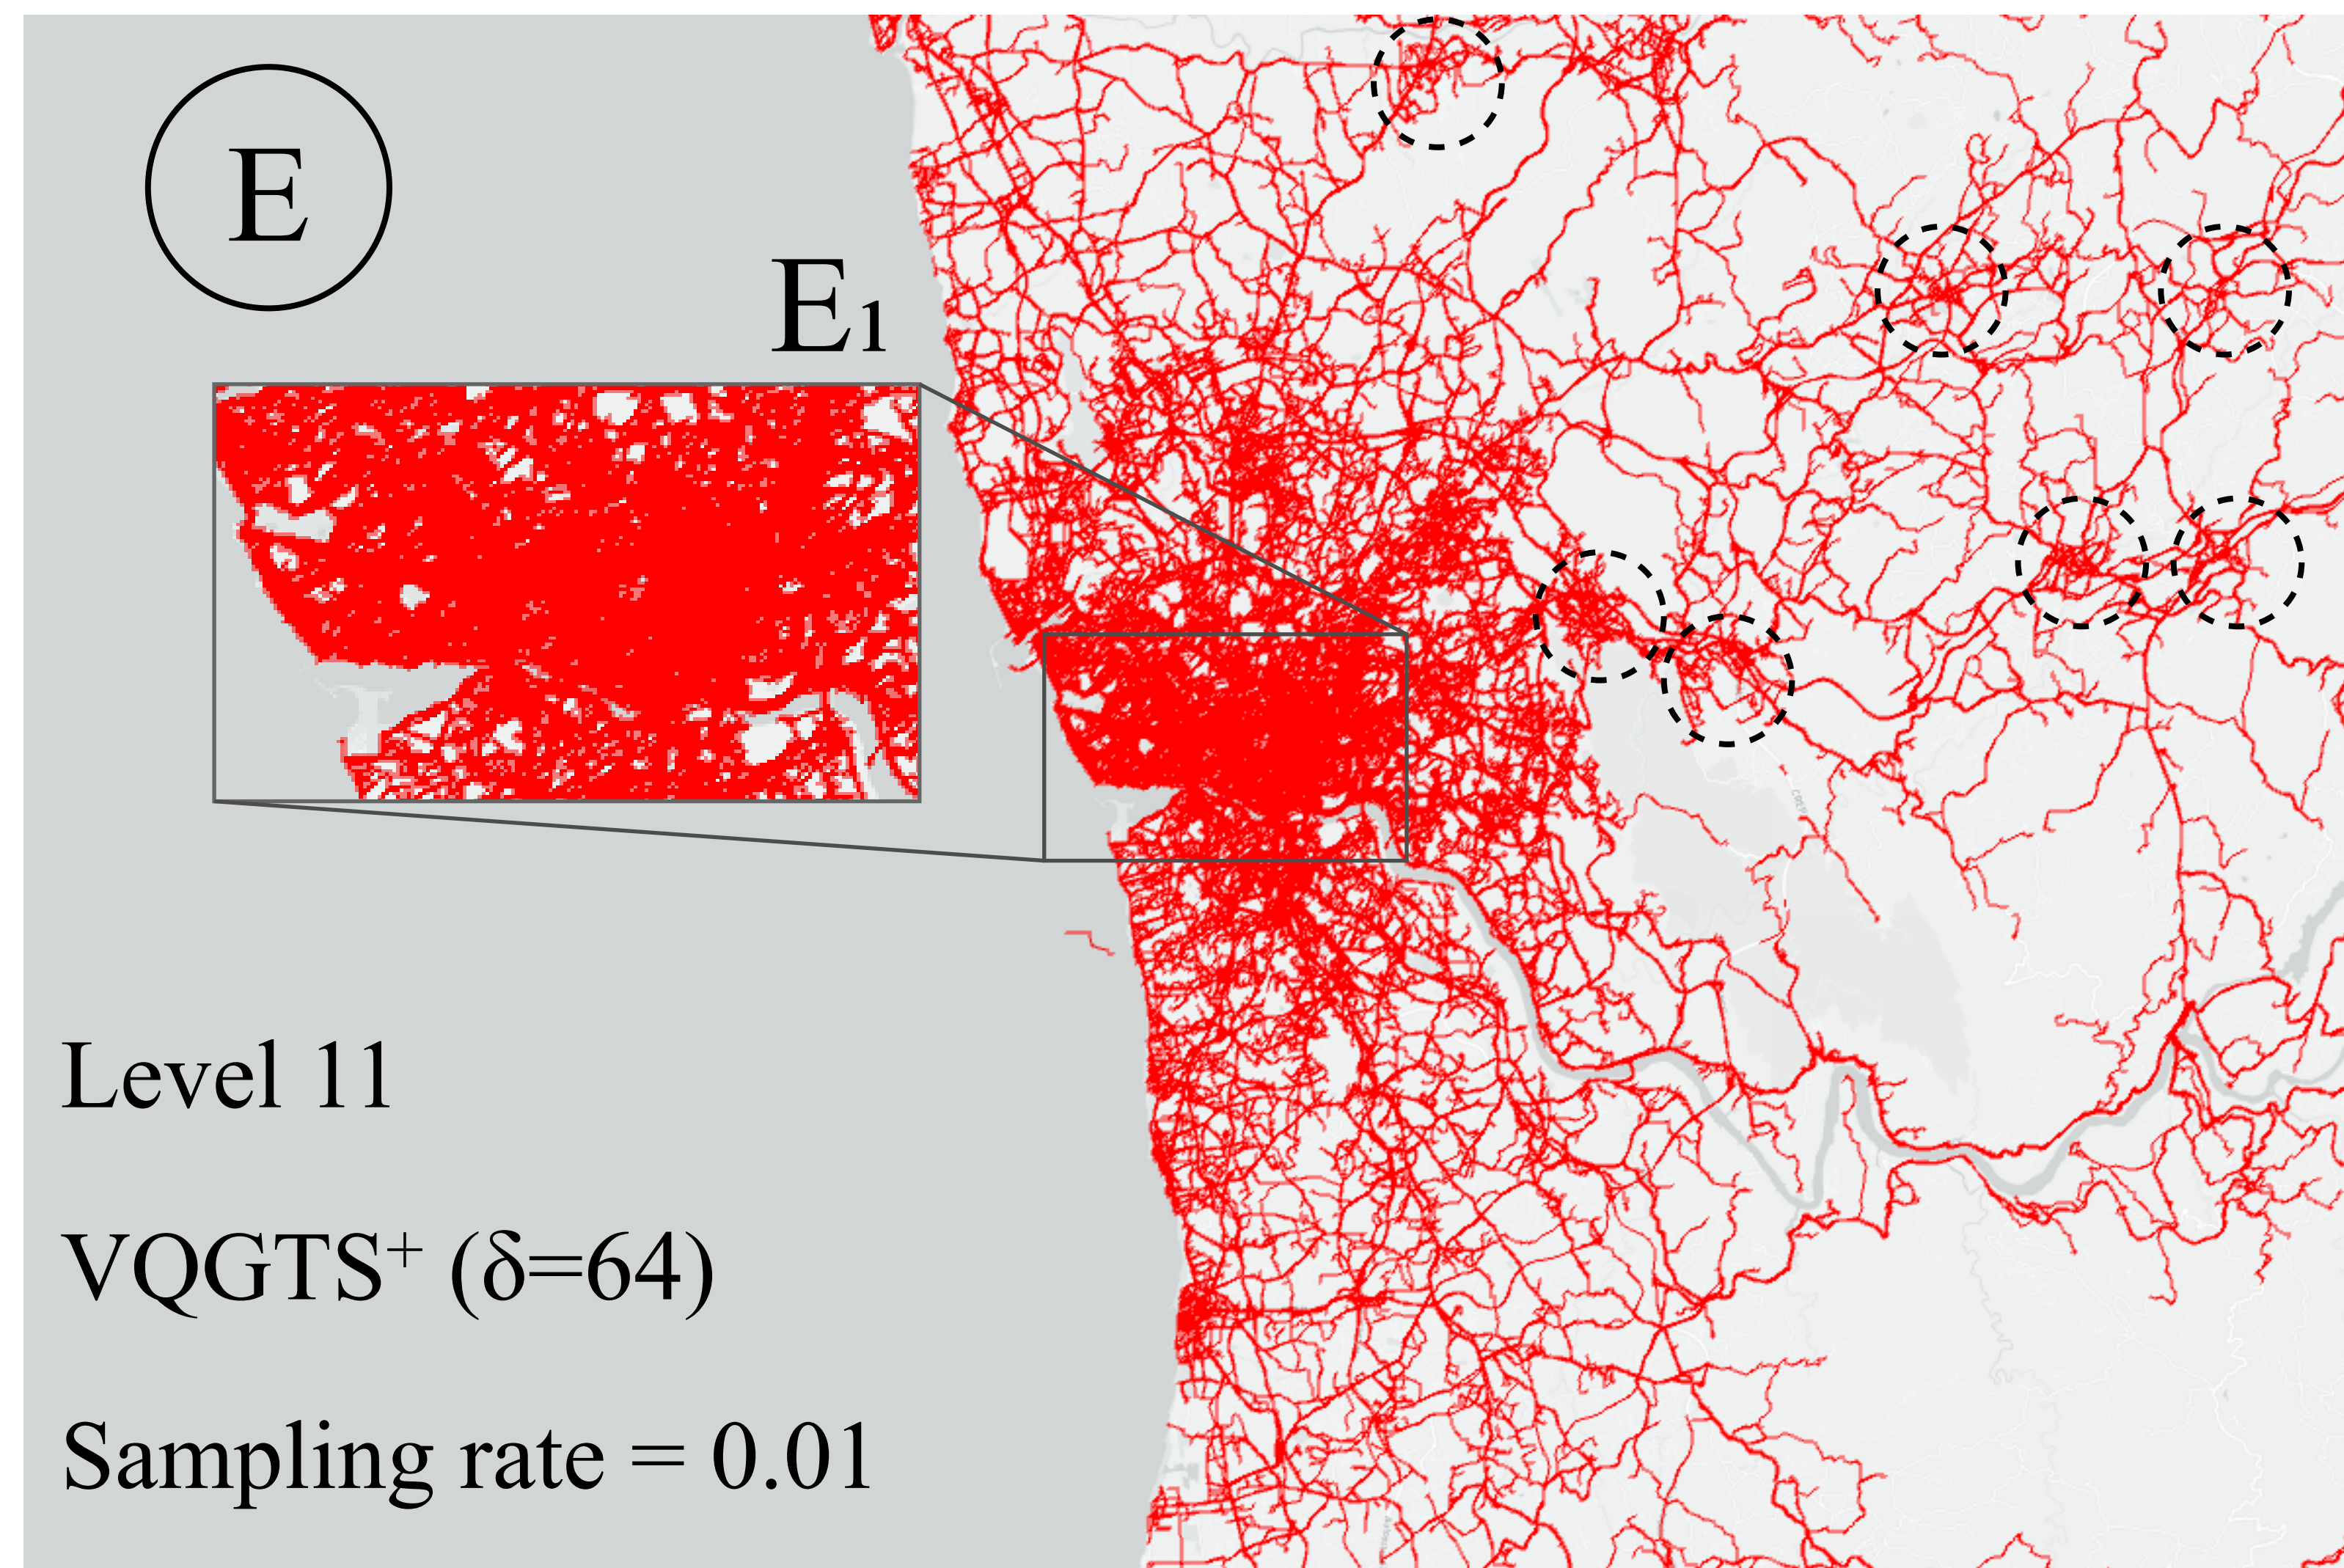 E
E1
Level 11
VQGTS+ (δ=64)
Sampling rate = 0.01